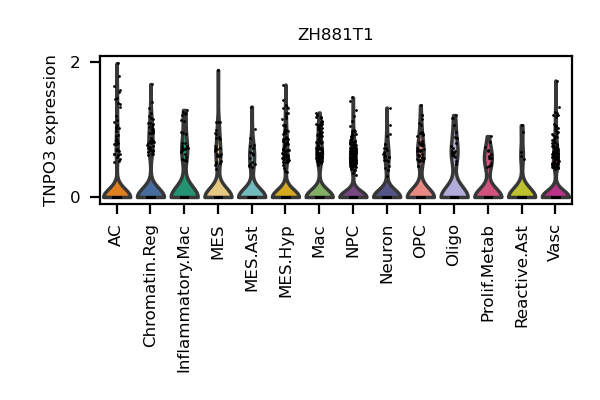 ZH881T1
TNPO3 expression
2
0
AC
Chromatin.Reg
Inflammatory.Mac
MES
MES.Ast
MES.Hyp
Mac
NPC
Neuron
OPC
Oligo
Prolif.Metab
Reactive.Ast
Vasc